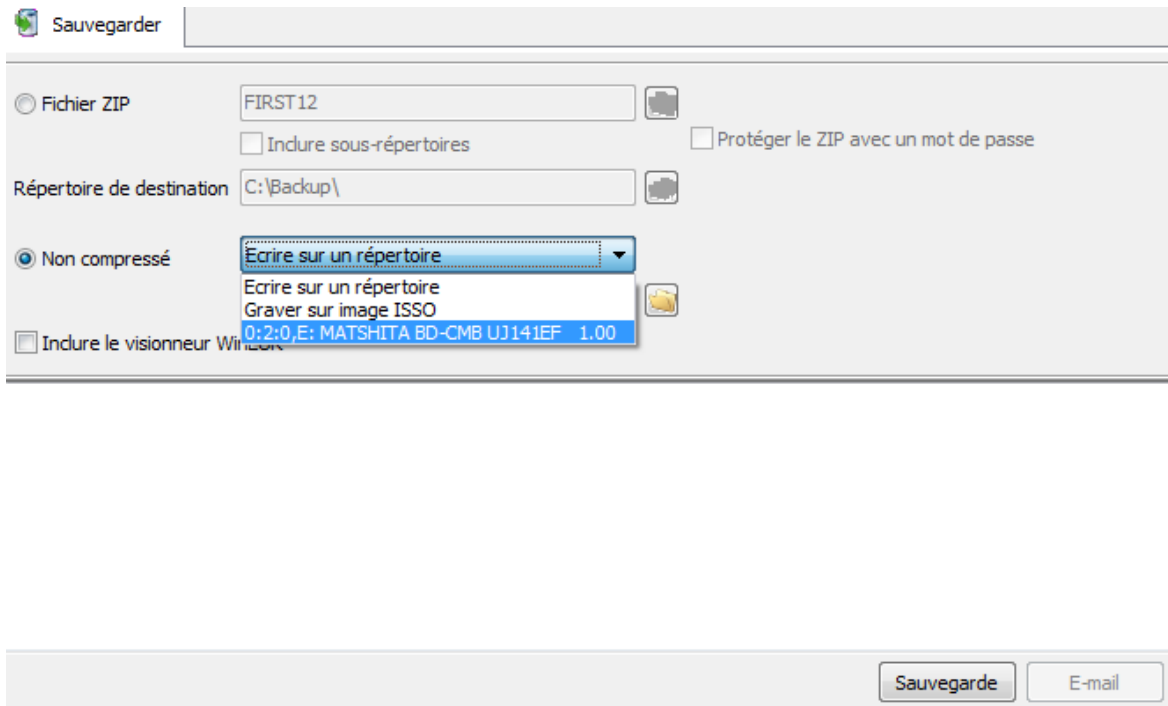 Sauvegarder
Fichier ZIP FIRST12
Inclure sous-répertoires Protéger le ZIP avec un mot de passe
Répertoire de destination C:\Backup\
Non compressé Ecrire sur un répertoire
Ecrire sur un répertoire
Graver sur image ISSO
0:2:0,E: MATSHITA BD-CMB UJ141EF 1.00
Inclure le visionneur
Sauvegarde E-mail